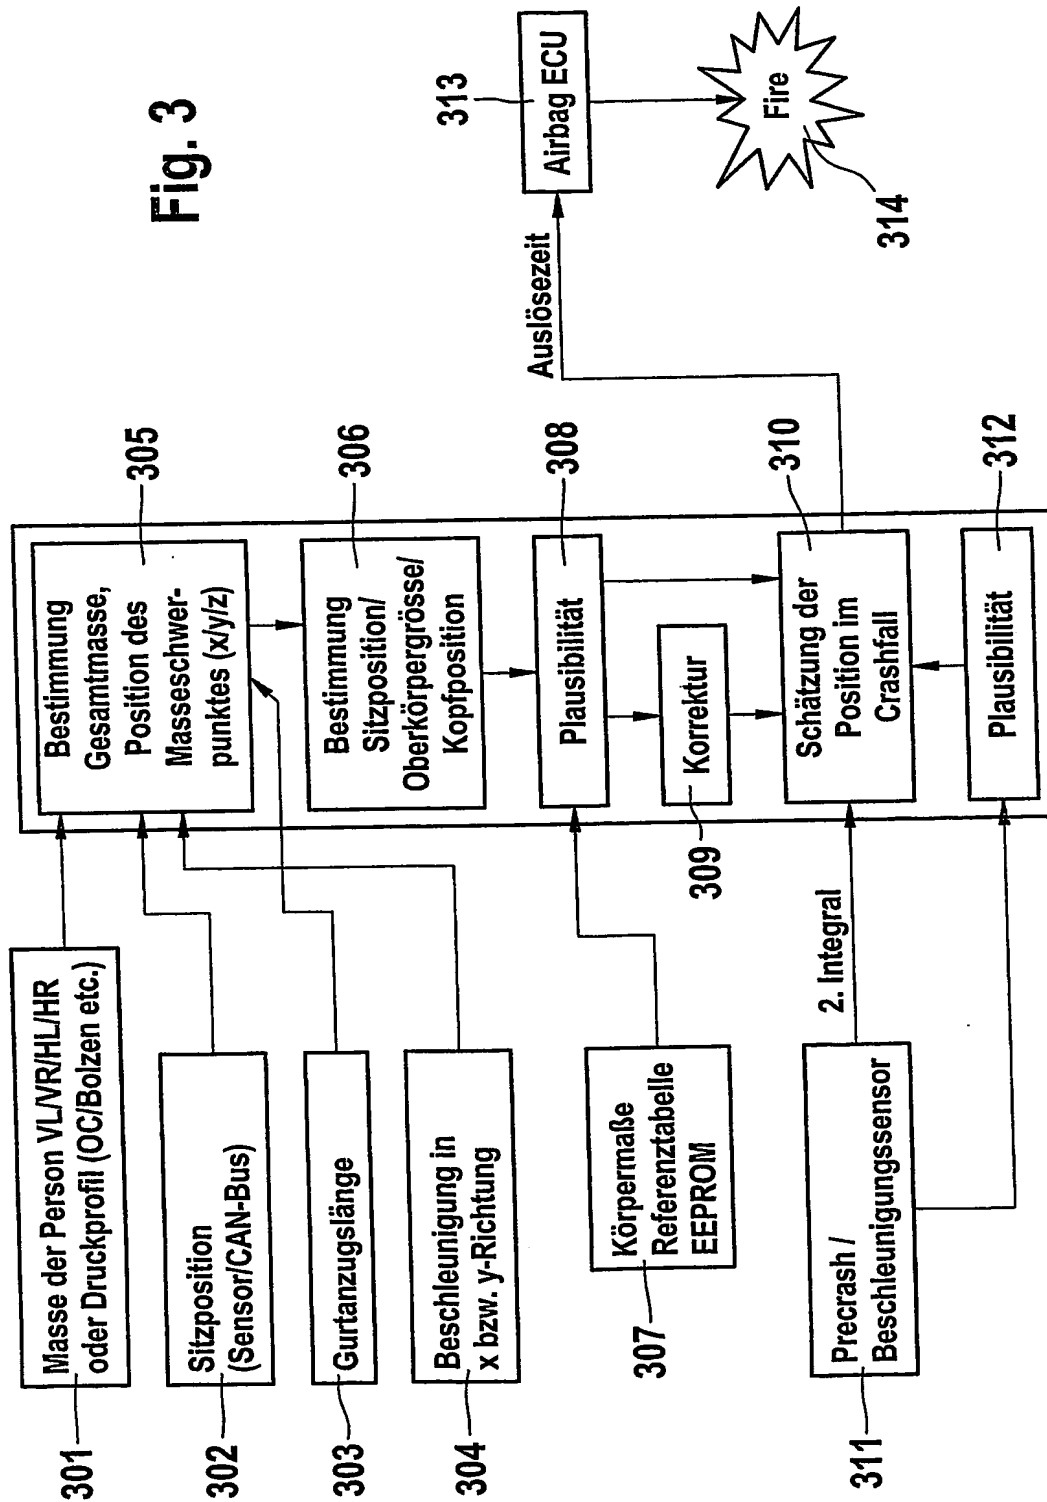 Fig. 3
301
Masse der Person VL/VR/HL/HR
oder Druckprofil (OC/Bolzen etc.)
302
Sitzposition
(Sensor/CAN-Bus)
303
Gurtanzugslänge
304
Beschleunigung in
x bzw. y-Richtung
307
Körpermaße
Referenztabelle
EEPROM
311
Precrash /
Beschleunigungssensor
2. Integral
305
Bestimmung
Gesamtmasse,
Position des
Masseschwer-
punktes (x/y/z)
306
Bestimmung
Sitzposition/
Oberkörpergrösse/
Kopfposition
308
Plausibilität
309
Korrektur
310
Schätzung der
Position im
Crashfall
312
Plausibilität
Auslösezeit
313
Airbag ECU
Fire
314